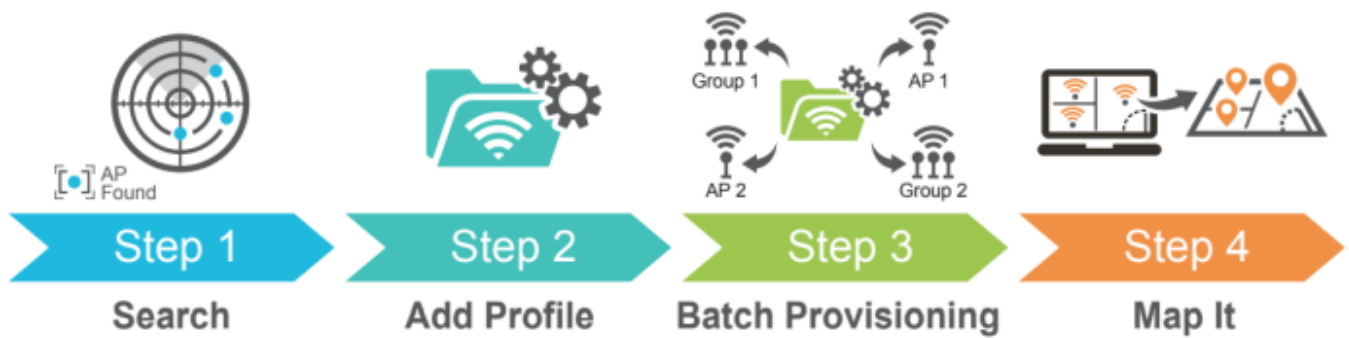 AP
Found
Group 1
AP 1
AP 2
Group 2
Step 1
Step 2
Step 3
Step 4
Search
Add Profile
Batch Provisioning
Map It